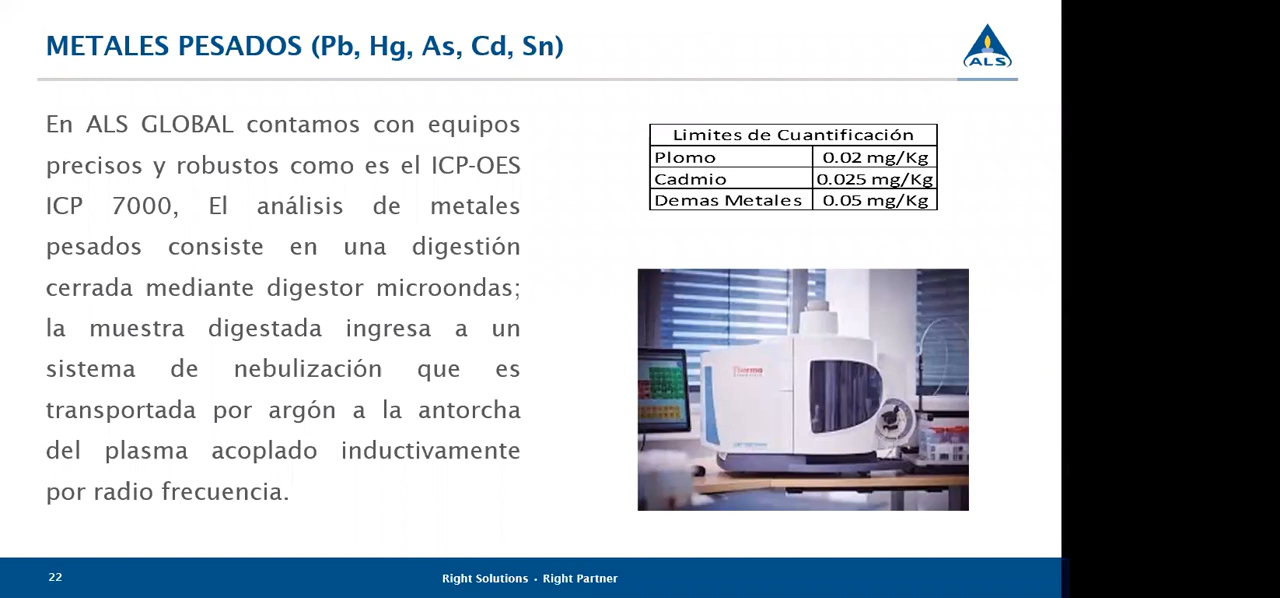 METALES PESADOS (Pb, Hg, As, Cd, Sn)
ALS
En ALS GLOBAL contamos con equipos
precisos y robustos como es el ICP-OES
ICP 7000, El análisis de metales
pesados consiste en una digestión
cerrada mediante digestor microondas;
la muestra digestada ingresa a un
sistema de nebulización que es
transportada por argón a la antorcha
del plasma acoplado inductivamente
por radio frecuencia.
Limites de Cuantificación
Plomo 0.02 mg/Kg
Cadmio 0.025 mg/Kg
Demas Metales 0.05 mg/Kg
Thermo
22
Right Solutions • Right Partner